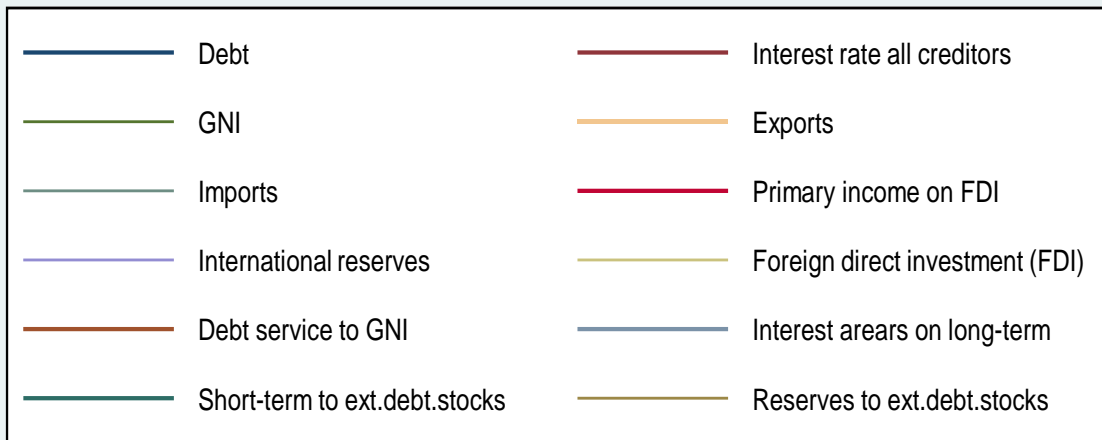 Debt
Interest rate all creditors
GNI
Exports
Imports
Primary income on FDI
International reserves
Foreign direct investment (FDI)
Debt service to GNI
Interest arears on long-term
Short-term to ext.debt.stocks
Reserves to ext.debt.stocks